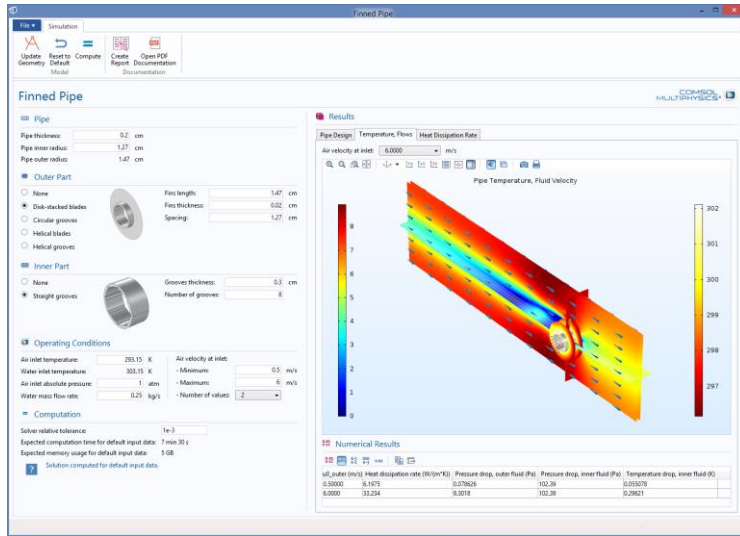 Finned Pipe
File ▾ Simulation
Update Geometry
Reset to Default
Compute
Create Report
Open PDF Documentation
Model
Documentation
Finned Pipe
COMSOL MULTIPHYSICS®
Pipe
Pipe thickness: 0.2 cm
Pipe inner radius: 1.27 cm
Pipe outer radius: 1.47 cm
Outer Part
None
Disk-stacked blades
Circular grooves
Helical blades
Helical grooves
Fins length: 1.47 cm
Fins thickness: 0.02 cm
Spacing: 1.27 cm
Inner Part
None
Straight grooves
Grooves thickness: 0.3 cm
Number of grooves: 8
Operating Conditions
Air inlet temperature: 293.15 K
Water inlet temperature: 303.15 K
Air inlet absolute pressure: 1 atm
Water mass flow rate: 0.25 kg/s
Air velocity at inlet:
- Minimum: 0.5 m/s
- Maximum: 6 m/s
- Number of values: 2
Computation
Solver relative tolerance: 1e-3
Expected computation time for default input data: 7 min 30 s
Expected memory usage for default input data: 5 GB
? Solution computed for default input data.
Results
Pipe Design Temperature, Flows Heat Dissipation Rate
Air velocity at inlet: 6.0000 m/s
Pipe Temperature, Fluid Velocity
8
7
6
5
4
3
2
1
0
302
301
300
299
298
297
Numerical Results
u0_outer (m/s) Heat dissipation rate (W/(m*K)) Pressure drop, outer fluid (Pa) Pressure drop, inner fluid (Pa) Temperature drop, inner fluid (K)
0.50000 6.1975 0.078626 102.39 0.055078
6.0000 33.234 9.3018 102.38 0.29621